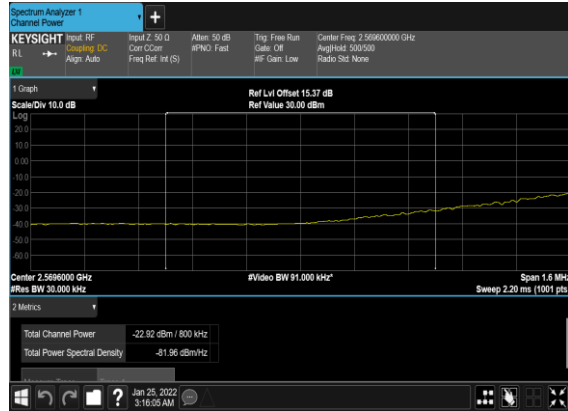 Spectrum Analyzer 1
Channel Power
+
KEYSIGHT Input: RF Input Z: 50 Ω Atten: 50 dB Trig: Free Run Center Freq: 2.569600000 GHz
RL Coupling: DC Corr CCorr #PNO: Fast Gate: Off Avg|Hold: 500/500
Align: Auto Freq Ref: Int (S) #IF Gain: Low Radio Std: None
1 Graph
Ref Lvl Offset 15.37 dB
Scale/Div 10.0 dB Ref Value 30.00 dBm
Log
20.0
10.0
0.00
-10.0
-20.0
-30.0
-40.0
-50.0
-60.0
Center 2.5696000 GHz #Video BW 91.000 kHz* Span 1.6 MHz
#Res BW 30.000 kHz Sweep 2.20 ms (1001 pts
2 Metrics
Total Channel Power -22.92 dBm / 800 kHz
Total Power Spectral Density -81.96 dBm/Hz
? Jan 25, 2022
3:16:05 AM